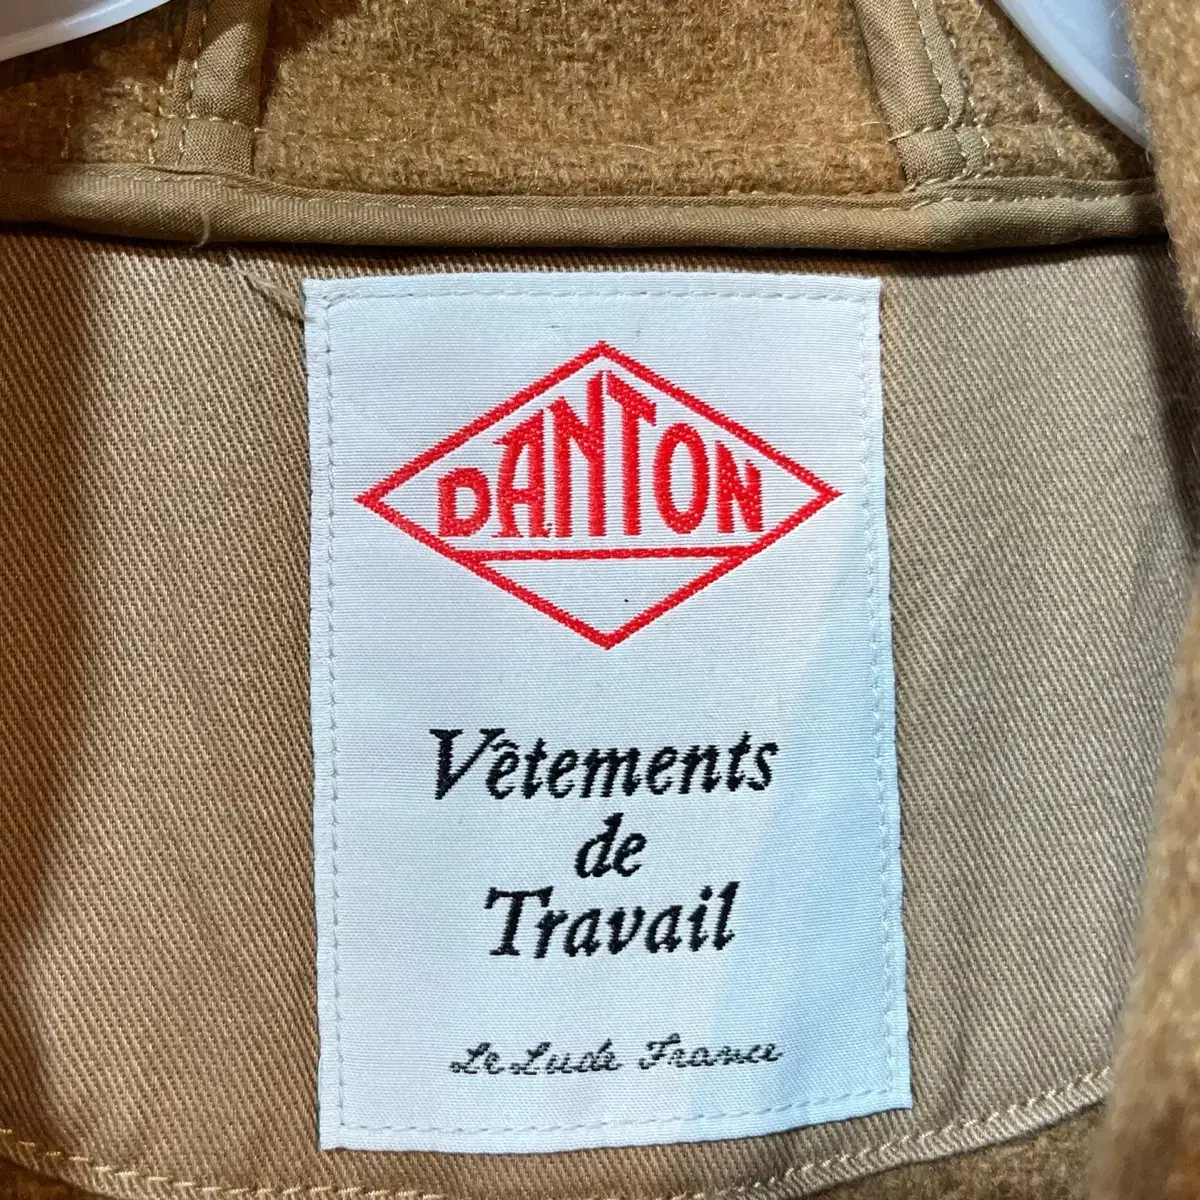 DANTON
Vêtements
de
Travail
Le Lude France